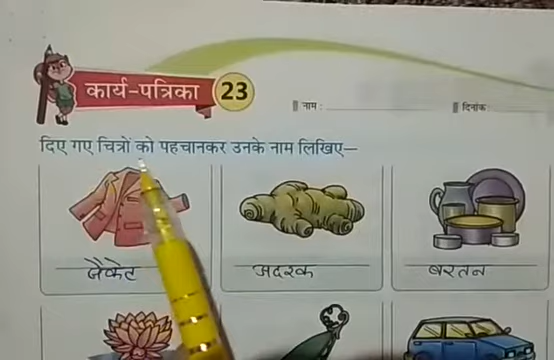 कार्य-पत्रिका 23
नाम :
दिनांक
दिए गए चित्रों को पहचानकर उनके नाम लिखिए–
जैकेट अदरक बरतन